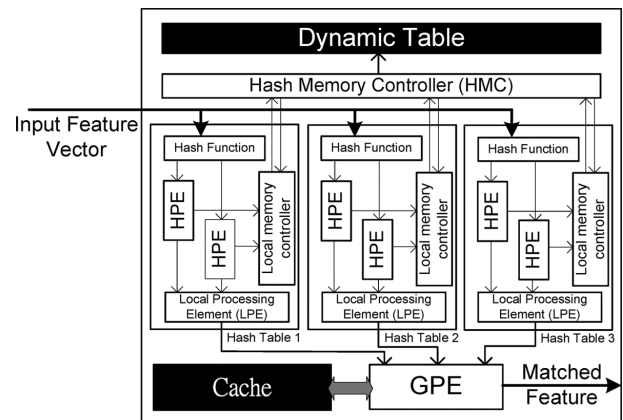 Dynamic Table
Hash Memory Controller (HMC)
Input Feature
Vector
Hash Function
HPE
HPE
Local memory
controller
Local Processing
Element (LPE)
Hash Table 1
Hash Function
HPE
HPE
Local memory
controller
Local Processing
Element (LPE)
Hash Table 2
Hash Function
HPE
HPE
Local memory
controller
Local Processing
Element (LPE)
Hash Table 3
Cache
GPE
Matched
Feature